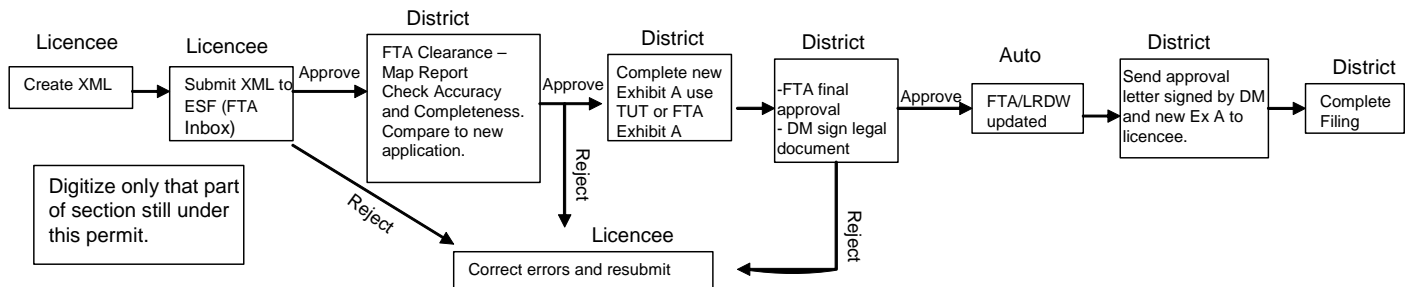 Licencee
Create XML
Licencee
Submit XML to
ESF (FTA
Inbox)
Approve
District
FTA Clearance –
Map Report
Check Accuracy
and Completeness.
Compare to new
application.
Approve
District
Complete new
Exhibit A use
TUT or FTA
Exhibit A
District
-FTA final
approval
- DM sign legal
document
Approve
Auto
FTA/LRDW
updated
District
Send approval
letter signed by DM
and new Ex A to
licencee.
District
Complete
Filing
Digitize only that part
of section still under
this permit.
Reject
Reject
Reject
Licencee
Correct errors and resubmit